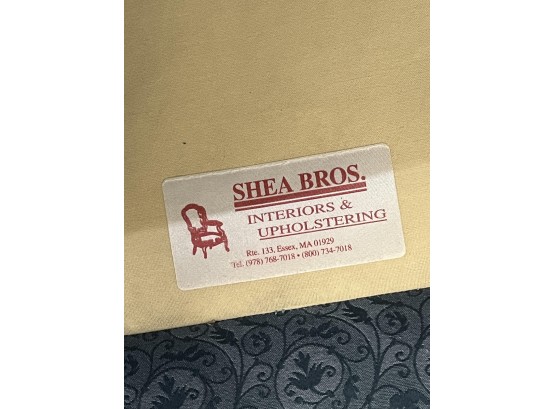 SHEA BROS.
INTERIORS &
UPHOLSTERING
Rte. 133, Essex, MA 01929
Tel. (978) 768-7018 • (800) 734-7018